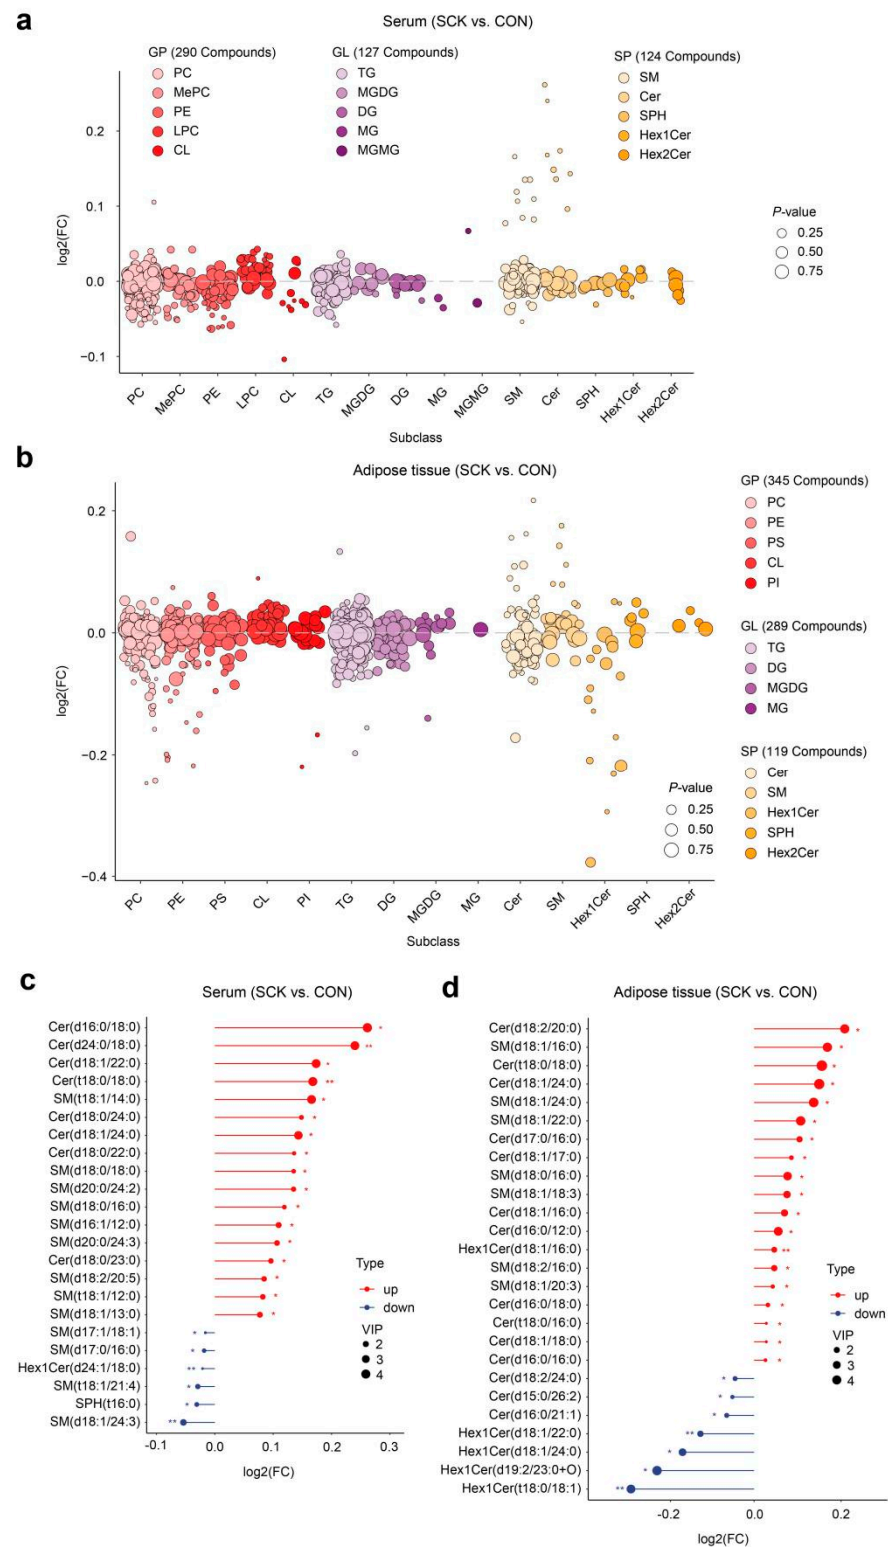 a
Serum (SCK vs. CON)
GP (290 Compounds)
PC
MePC
PE
LPC
CL
GL (127 Compounds)
TG
MGDG
DG
MG
MGMG
SP (124 Compounds)
SM
Cer
SPH
Hex1Cer
Hex2Cer
P-value
0.25
0.50
0.75
log2(FC)
0.2
0.1
0.0
−0.1
PC
MePC
PE
LPC
CL
TG
MGDG
DG
MG
MGMG
SM
Cer
SPH
Hex1Cer
Hex2Cer
Subclass
b
Adipose tissue (SCK vs. CON)
GP (345 Compounds)
PC
PE
PS
CL
PI
GL (289 Compounds)
TG
DG
MGDG
MG
SP (119 Compounds)
Cer
SM
Hex1Cer
SPH
Hex2Cer
P-value
0.25
0.50
0.75
log2(FC)
0.2
0.0
−0.2
−0.4
PC
PE
PS
CL
PI
TG
DG
MGDG
MG
Cer
SM
Hex1Cer
SPH
Hex2Cer
Subclass
c
Serum (SCK vs. CON)
Cer(d16:0/18:0) *
Cer(d24:0/18:0) **
Cer(d18:1/22:0) *
Cer(t18:0/18:0) **
SM(t18:1/14:0) *
Cer(d18:0/24:0) *
Cer(d18:1/24:0) *
Cer(d18:0/22:0) *
SM(d18:0/18:0) *
SM(d20:0/24:2) *
SM(d18:0/16:0) *
SM(d16:1/12:0) *
SM(d20:0/24:3) *
Cer(d18:0/23:0) *
SM(d18:2/20:5) *
SM(t18:1/12:0) *
SM(d18:1/13:0) *
SM(d17:1/18:1) *
SM(d17:0/16:0) *
Hex1Cer(d24:1/18:0) **
SM(t18:1/21:4) *
SPH(t16:0) *
SM(d18:1/24:3) **
Type
up
down
VIP
2
3
4
-0.1 0.0 0.1 0.2 0.3
log2(FC)
d
Adipose tissue (SCK vs. CON)
Cer(d18:2/20:0) *
SM(d18:1/16:0) *
Cer(t18:0/18:0) *
Cer(d18:1/24:0) *
SM(d18:1/24:0) *
SM(d18:1/22:0) *
Cer(d17:0/16:0) *
Cer(d18:1/17:0) *
SM(d18:0/16:0) *
SM(d18:1/18:3) *
Cer(d18:1/16:0) *
Cer(d16:0/12:0) *
Hex1Cer(d18:1/16:0) **
SM(d18:2/16:0) *
SM(d18:1/20:3) *
Cer(d16:0/18:0) *
Cer(t18:0/16:0) *
Cer(d18:1/18:0) *
Cer(d16:0/16:0) *
Cer(d18:2/24:0) *
Cer(d15:0/26:2) *
Cer(d16:0/21:1) *
Hex1Cer(d18:1/22:0) **
Hex1Cer(d18:1/24:0) *
Hex1Cer(d19:2/23:0+O) *
Hex1Cer(t18:0/18:1) **
Type
up
down
VIP
2
3
4
-0.2 0.0 0.2
log2(FC)